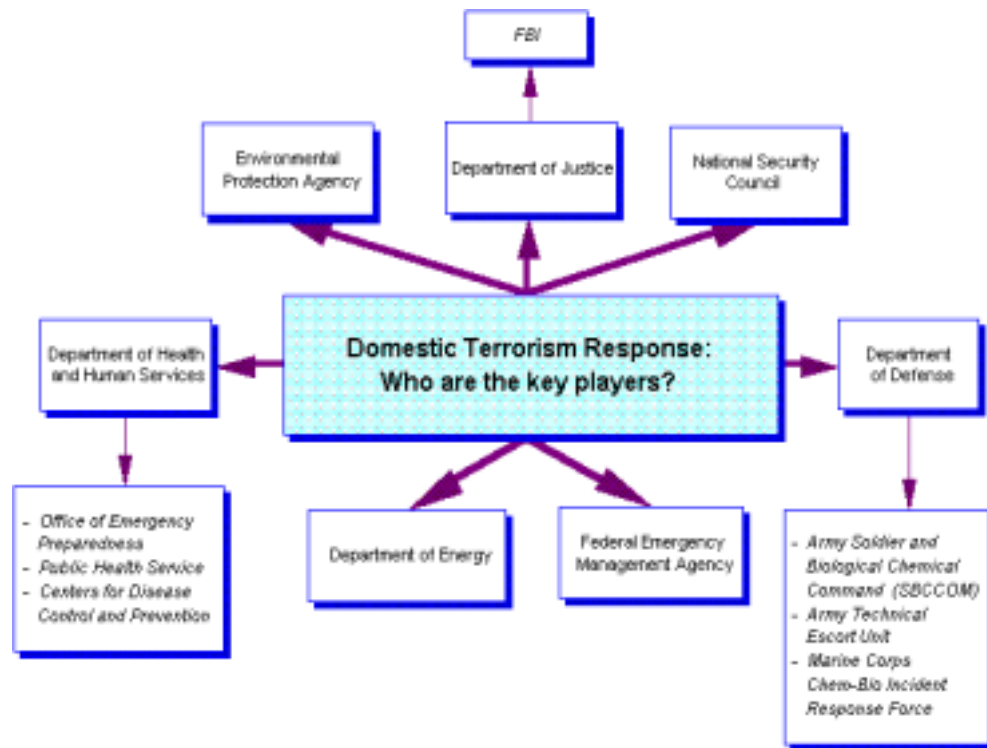 FBI
Environmental
Protection Agency
Department of Justice
National Security
Council
Domestic Terrorism Response:
Who are the key players?
Department of Health
and Human Services
Department
of Defense
- Office of Emergency
Preparedness
- Public Health Service
- Centers for Disease
Control and Prevention
Department of Energy
Federal Emergency
Management Agency
- Army Soldier and
Biological Chemical
Command (SBCCOM)
- Army Technical
Escort Unit
- Marine Corps
Chem-Bio Incident
Response Force